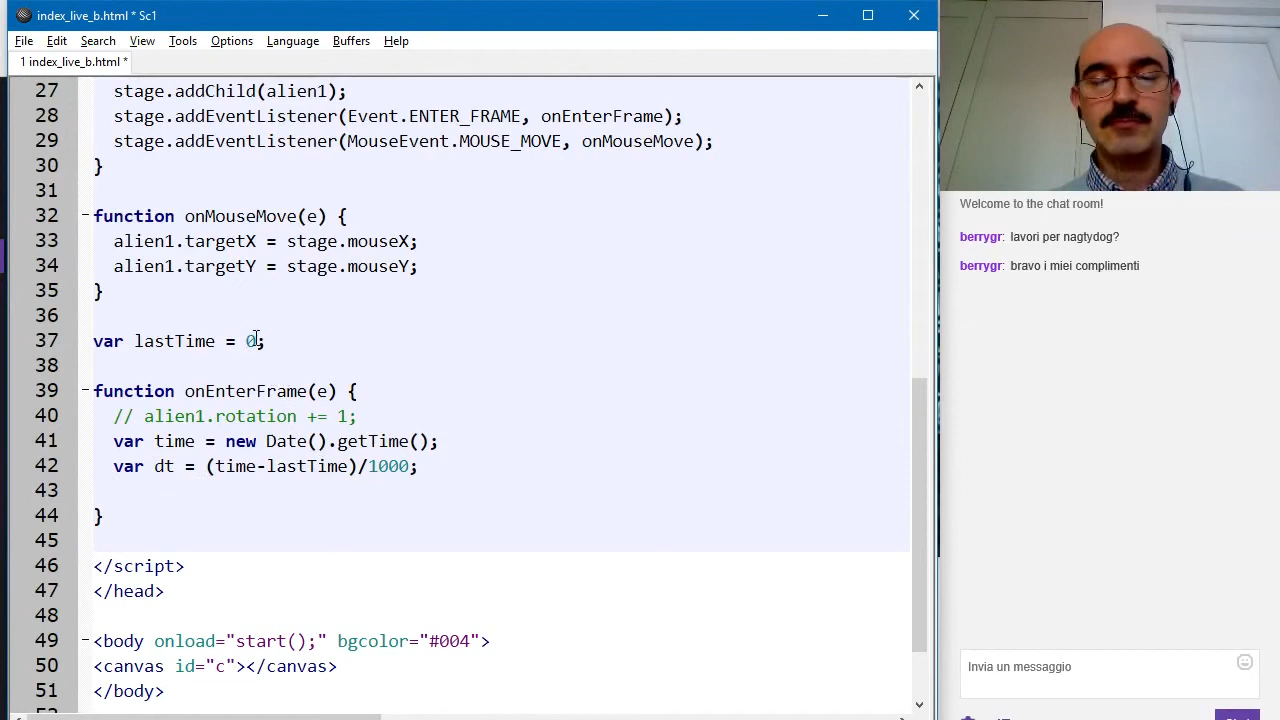 index_live_b.html * Sc1
File Edit Search View Tools Options Language Buffers Help
1 index_live_b.html *
27 stage.addChild(alien1);
28 stage.addEventListener(Event.ENTER_FRAME, onEnterFrame);
29 stage.addEventListener(MouseEvent.MOUSE_MOVE, onMouseMove);
30 }
31
32 function onMouseMove(e) {
33 alien1.targetX = stage.mouseX;
34 alien1.targetY = stage.mouseY;
35 }
36
37 var lastTime = 0;
38
39 function onEnterFrame(e) {
40 // alien1.rotation += 1;
41 var time = new Date().getTime();
42 var dt = (time-lastTime)/1000;
43
44 }
45
46 </script>
47 </head>
48
49 <body onload="start();" bgcolor="#004">
50 <canvas id="c"></canvas>
51 </body>
Welcome to the chat room!
berrygr: lavori per nagtydog?
berrygr: bravo i miei complimenti
Invia un messaggio